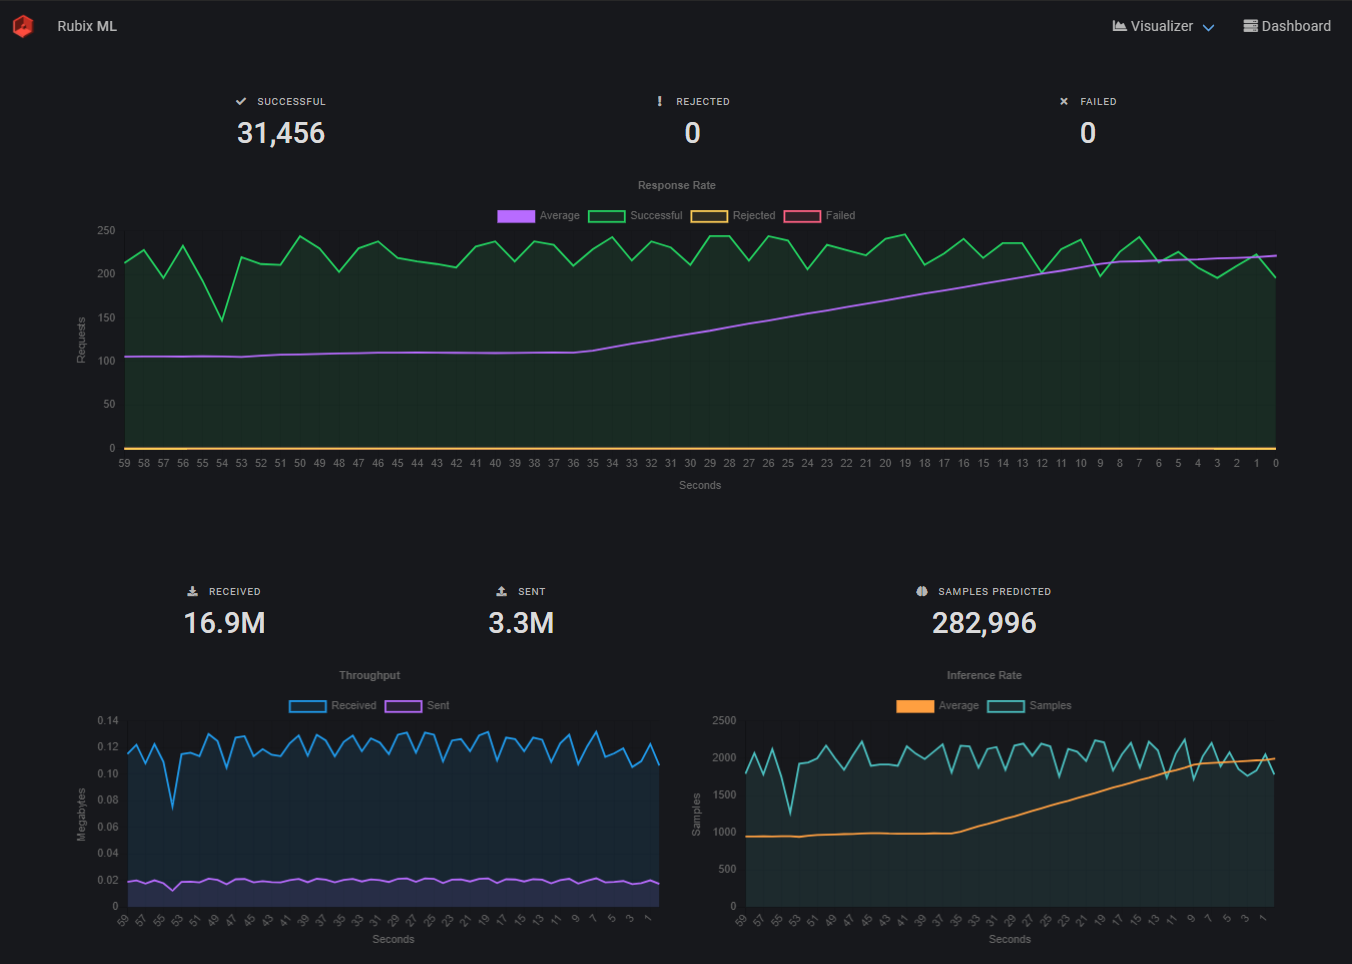 Rubix ML
Visualizer
Dashboard
SUCCESSFUL
REJECTED
FAILED
31,456
0
0
Response Rate
Average
Successful
Rejected
Failed
250
200
150
100
50
0
Requests
59 58 57 56 55 54 53 52 51 50 49 48 47 46 45 44 43 42 41 40 39 38 37 36 35 34 33 32 31 30 29 28 27 26 25 24 23 22 21 20 19 18 17 16 15 14 13 12 11 10 9 8 7 6 5 4 3 2 1 0
Seconds
RECEIVED
SENT
SAMPLES PREDICTED
16.9M
3.3M
282,996
Throughput
Received
Sent
0.14
0.12
0.10
0.08
0.06
0.04
0.02
0
Megabytes
59 57 55 53 51 49 47 45 43 41 39 37 35 33 31 29 27 25 23 21 19 17 15 13 11 9 7 5 3 1
Seconds
Inference Rate
Average
Samples
2500
2000
1500
1000
500
0
Samples
59 57 55 53 51 49 47 45 43 41 39 37 35 33 31 29 27 25 23 21 19 17 15 13 11 9 7 5 3 1
Seconds